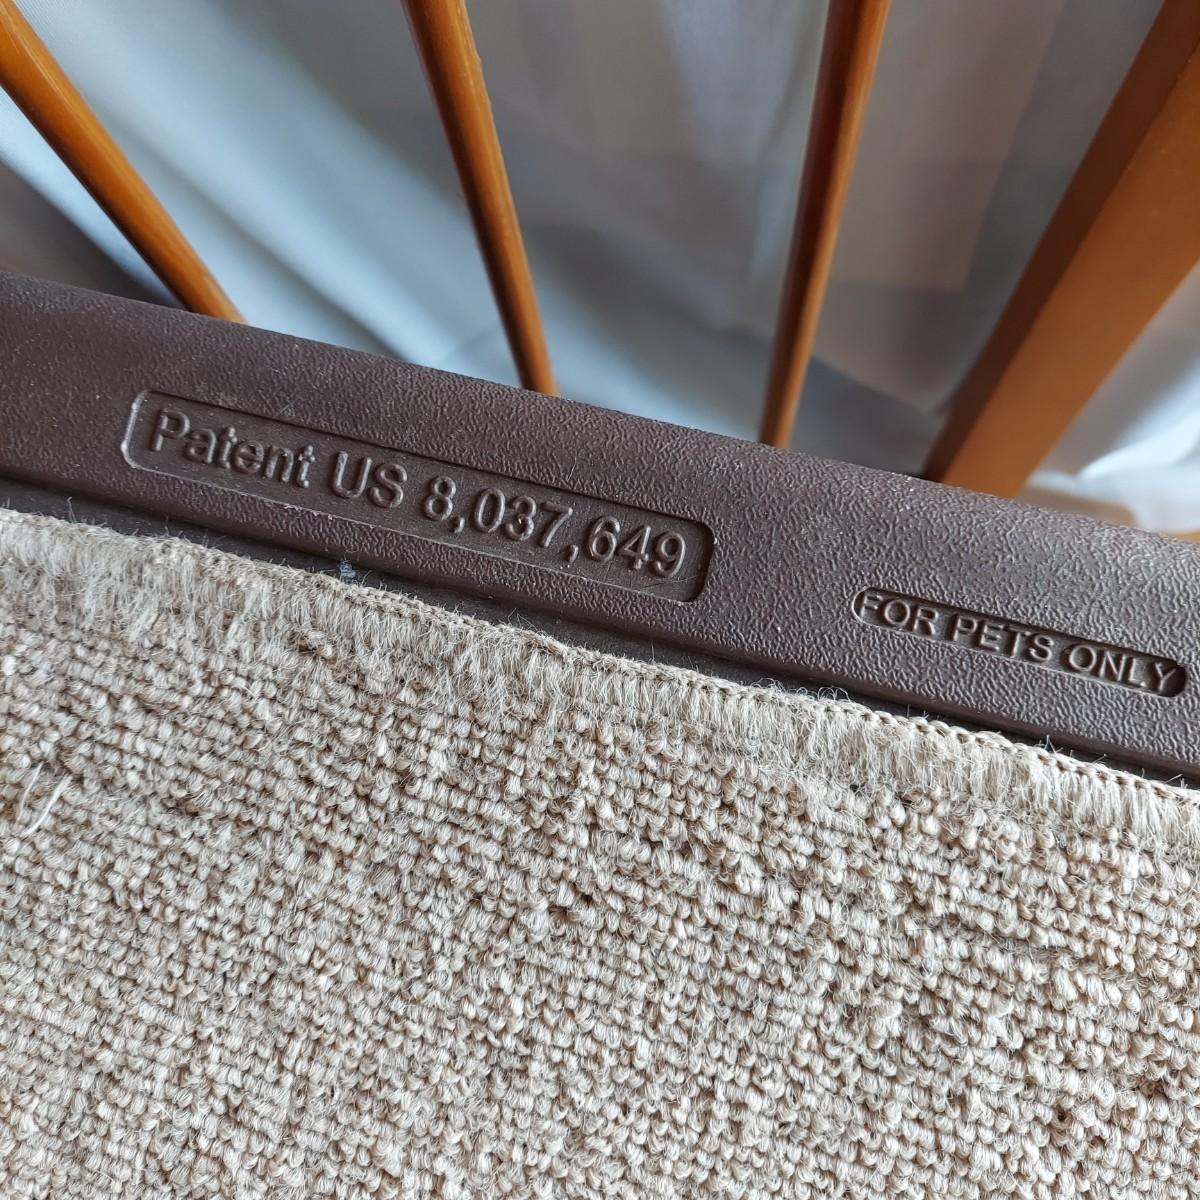 Patent US 8,037,649
FOR PETS ONLY